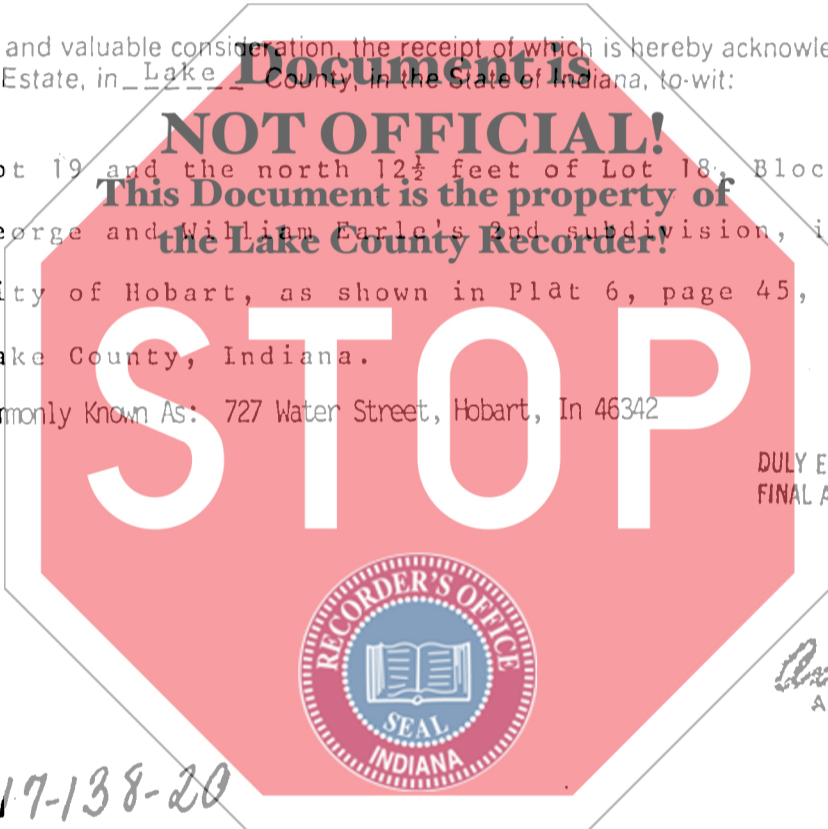 and valuable consideration, the receipt of which is hereby acknowle
Estate, in Lake County, in the State of Indiana, to-wit:
Document is
NOT OFFICIAL!
This Document is the property of
the Lake County Recorder!
ot 19 and the north 12½ feet of Lot 18, Bloc
eorge and William Earle's 2nd subdivision, i
ity of Hobart, as shown in Plat 6, page 45,
ake County, Indiana.
mmonly Known As: 727 Water Street, Hobart, In 46342
DULY E
FINAL A
STOP
RECORDER'S OFFICE
SEAL
INDIANA
A
17-138-20